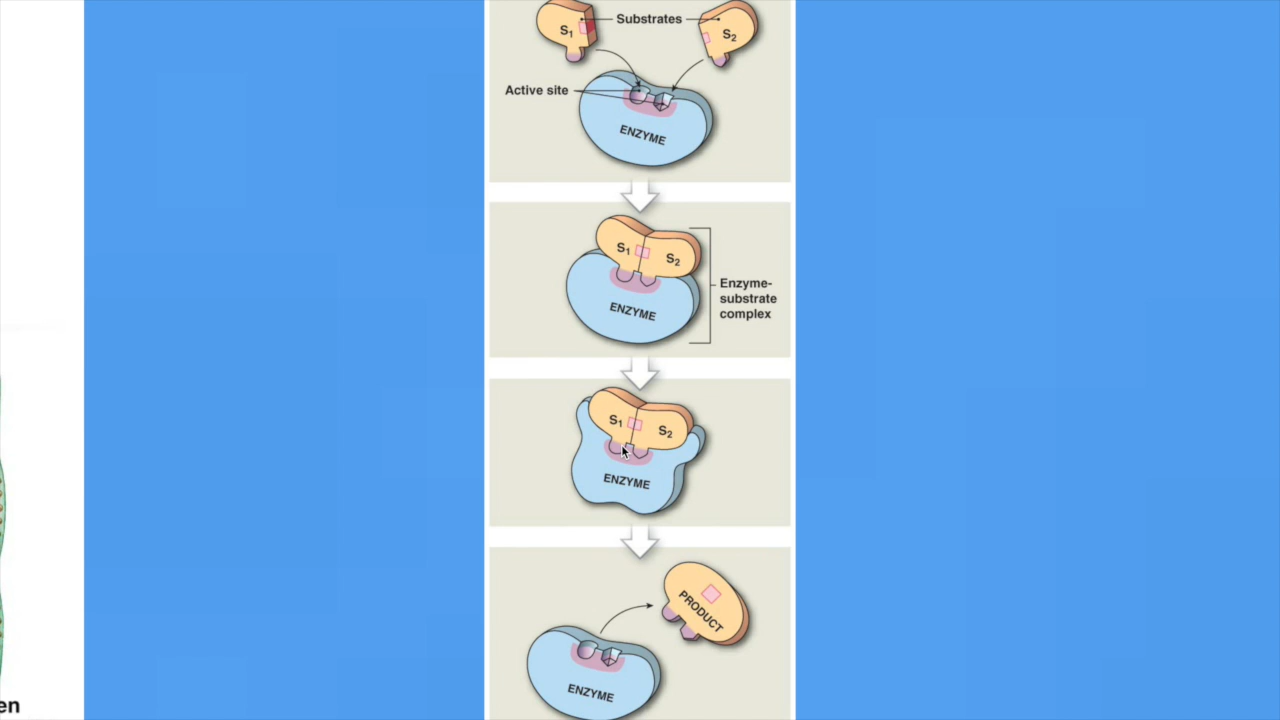 Substrates
S1
S2
Active site
ENZYME
S1
S2
Enzyme-
substrate
complex
ENZYME
S1
S2
ENZYME
PRODUCT
ENZYME
en